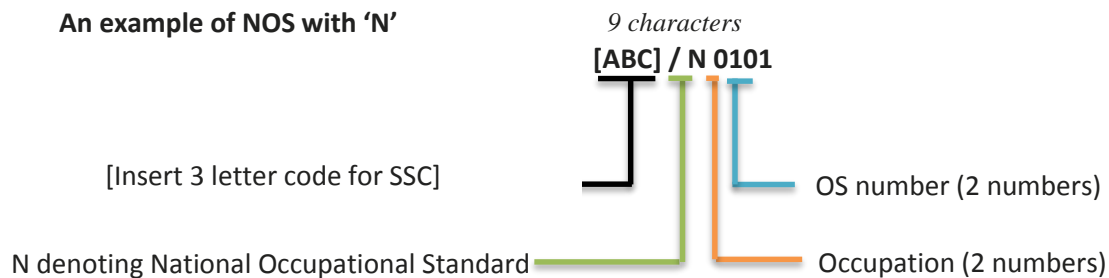 An example of NOS with ‘N’
9 characters
[ABC] / N 0101
[Insert 3 letter code for SSC]
OS number (2 numbers)
N denoting National Occupational Standard
Occupation (2 numbers)